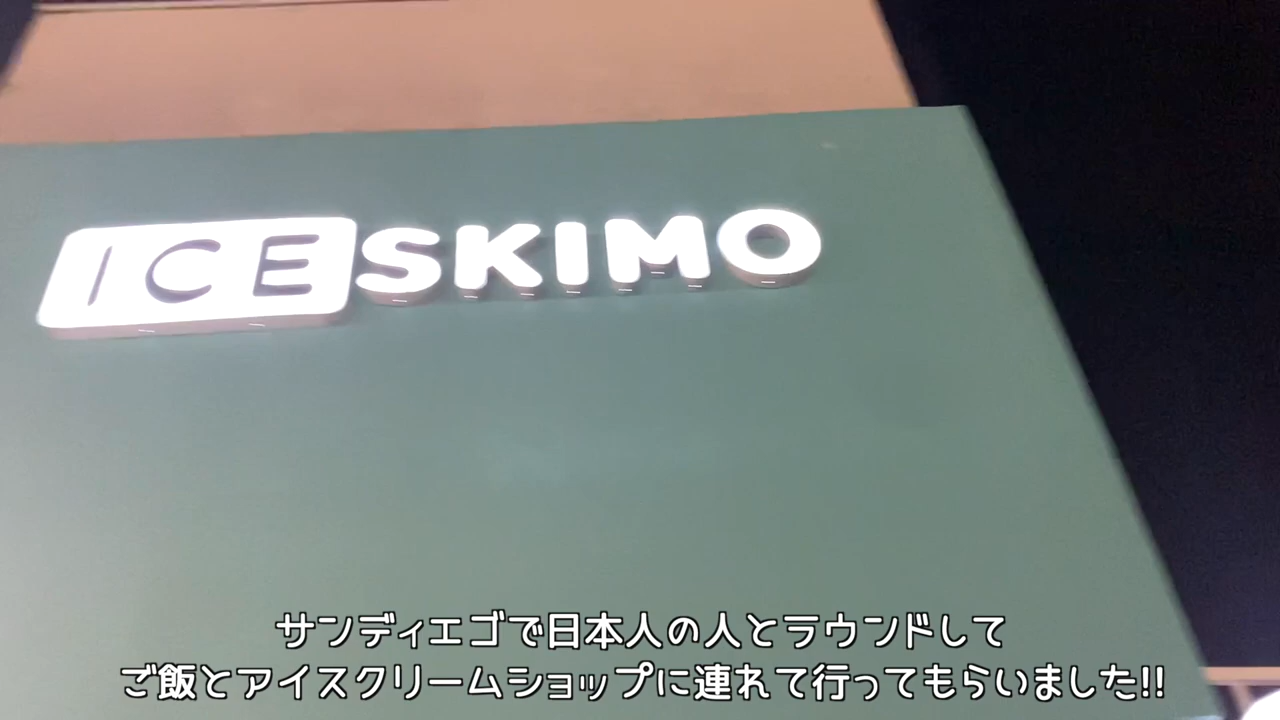 ICESKIMO
サンディエゴで日本人の人とラウンドして
ご飯とアイスクリームショップに連れて行ってもらいました!!